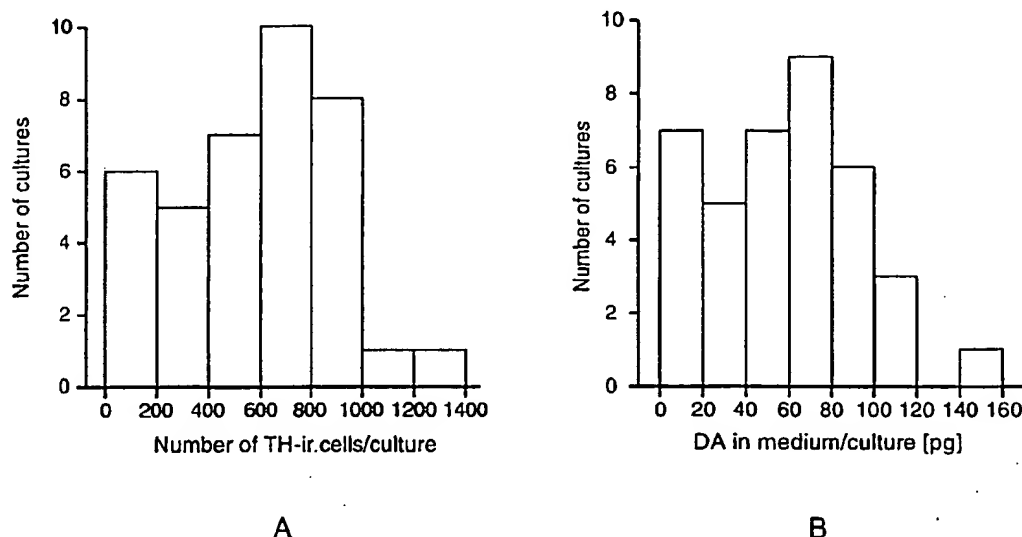 10
8
6
4
2
0
Number of cultures
0 200 400 600 800 1000 1200 1400
Number of TH-ir.cells/culture
A
10
8
6
4
2
0
Number of cultures
0 20 40 60 80 100 120 140 160
DA in medium/culture [pg]
B